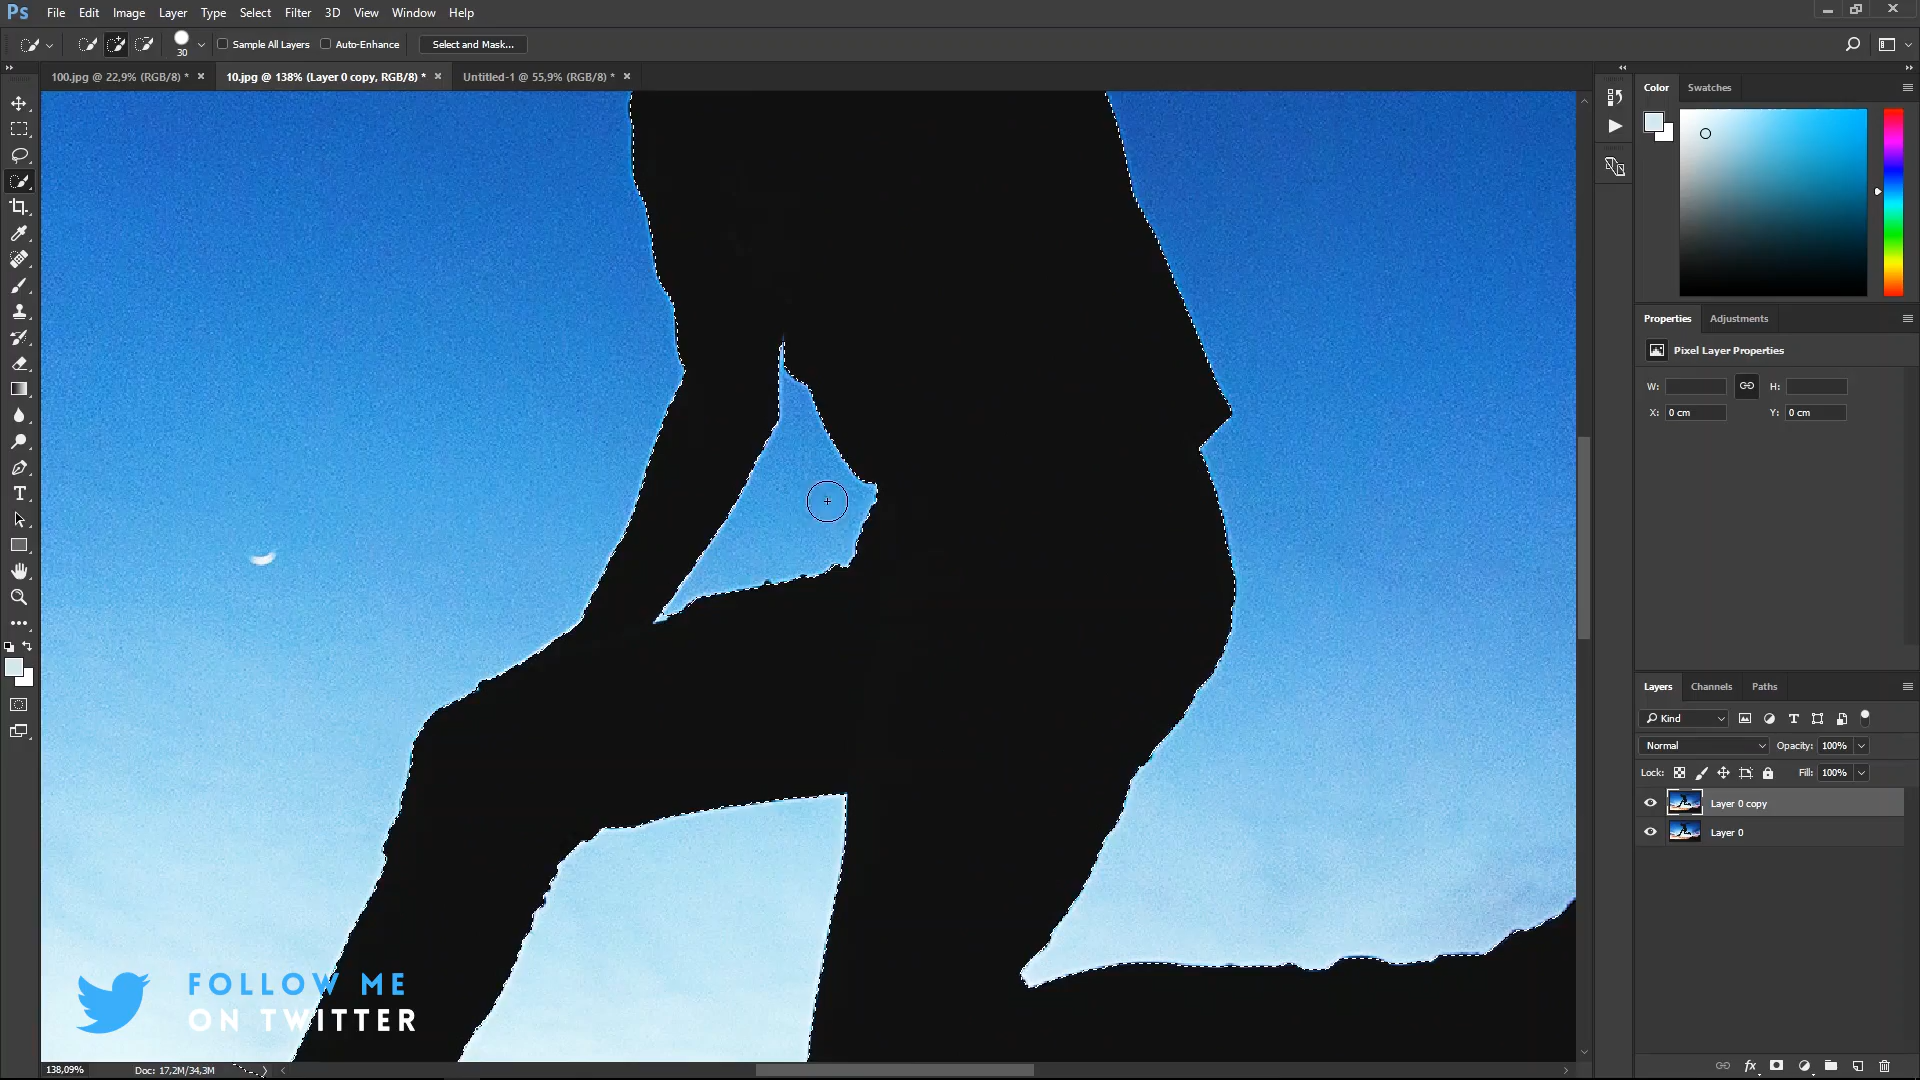 Ps File Edit Image Layer Type Select Filter 3D View Window Help
30 Sample All Layers Auto-Enhance Select and Mask...
100.jpg @ 22,9% (RGB/8) * × 10.jpg @ 138% (Layer 0 copy, RGB/8) * × Untitled-1 @ 55,9% (RGB/8) * ×
Color Swatches
Properties Adjustments
Pixel Layer Properties
W: H:
X: 0 cm Y: 0 cm
Layers Channels Paths
Kind
Normal Opacity: 100%
Lock: Fill: 100%
Layer 0 copy
Layer 0
fx
FOLLOW ME
ON TWITTER
138,09% Doc: 17,2M/34,3M